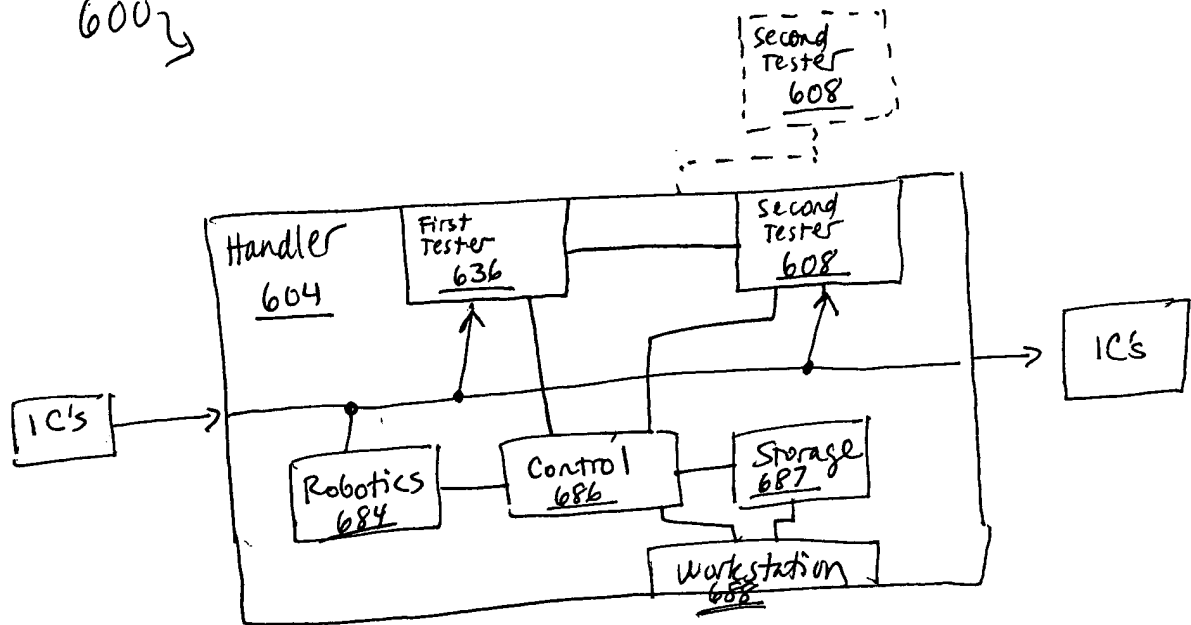 600
Second
Tester
608
Handler
604
First
Tester
636
Second
Tester
608
IC's
IC's
Robotics
684
Control
686
Storage
687
Workstation
688